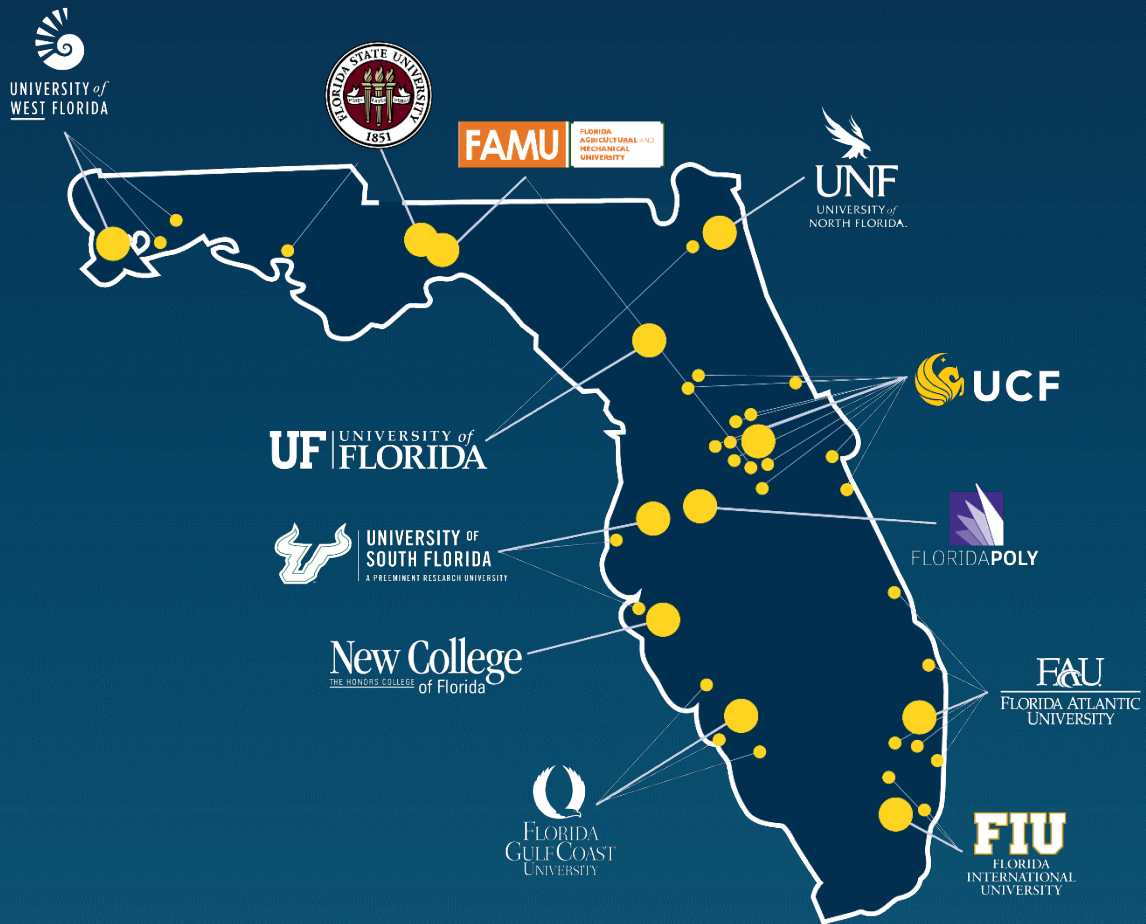 UNIVERSITY of
WEST FLORIDA
FLORIDA STATE UNIVERSITY
1851
FAMU
FLORIDA
AGRICULTURAL AND
MECHANICAL
UNIVERSITY
UNF
UNIVERSITY of
NORTH FLORIDA.
UCF
UF UNIVERSITY of
FLORIDA
UNIVERSITY OF
SOUTH FLORIDA
A PREEMINENT RESEARCH UNIVERSITY
FLORIDAPOLY
New College
THE HONORS COLLEGE of Florida
FAU
FLORIDA ATLANTIC
UNIVERSITY
FLORIDA
GULF COAST
UNIVERSITY
FIU
FLORIDA
INTERNATIONAL
UNIVERSITY